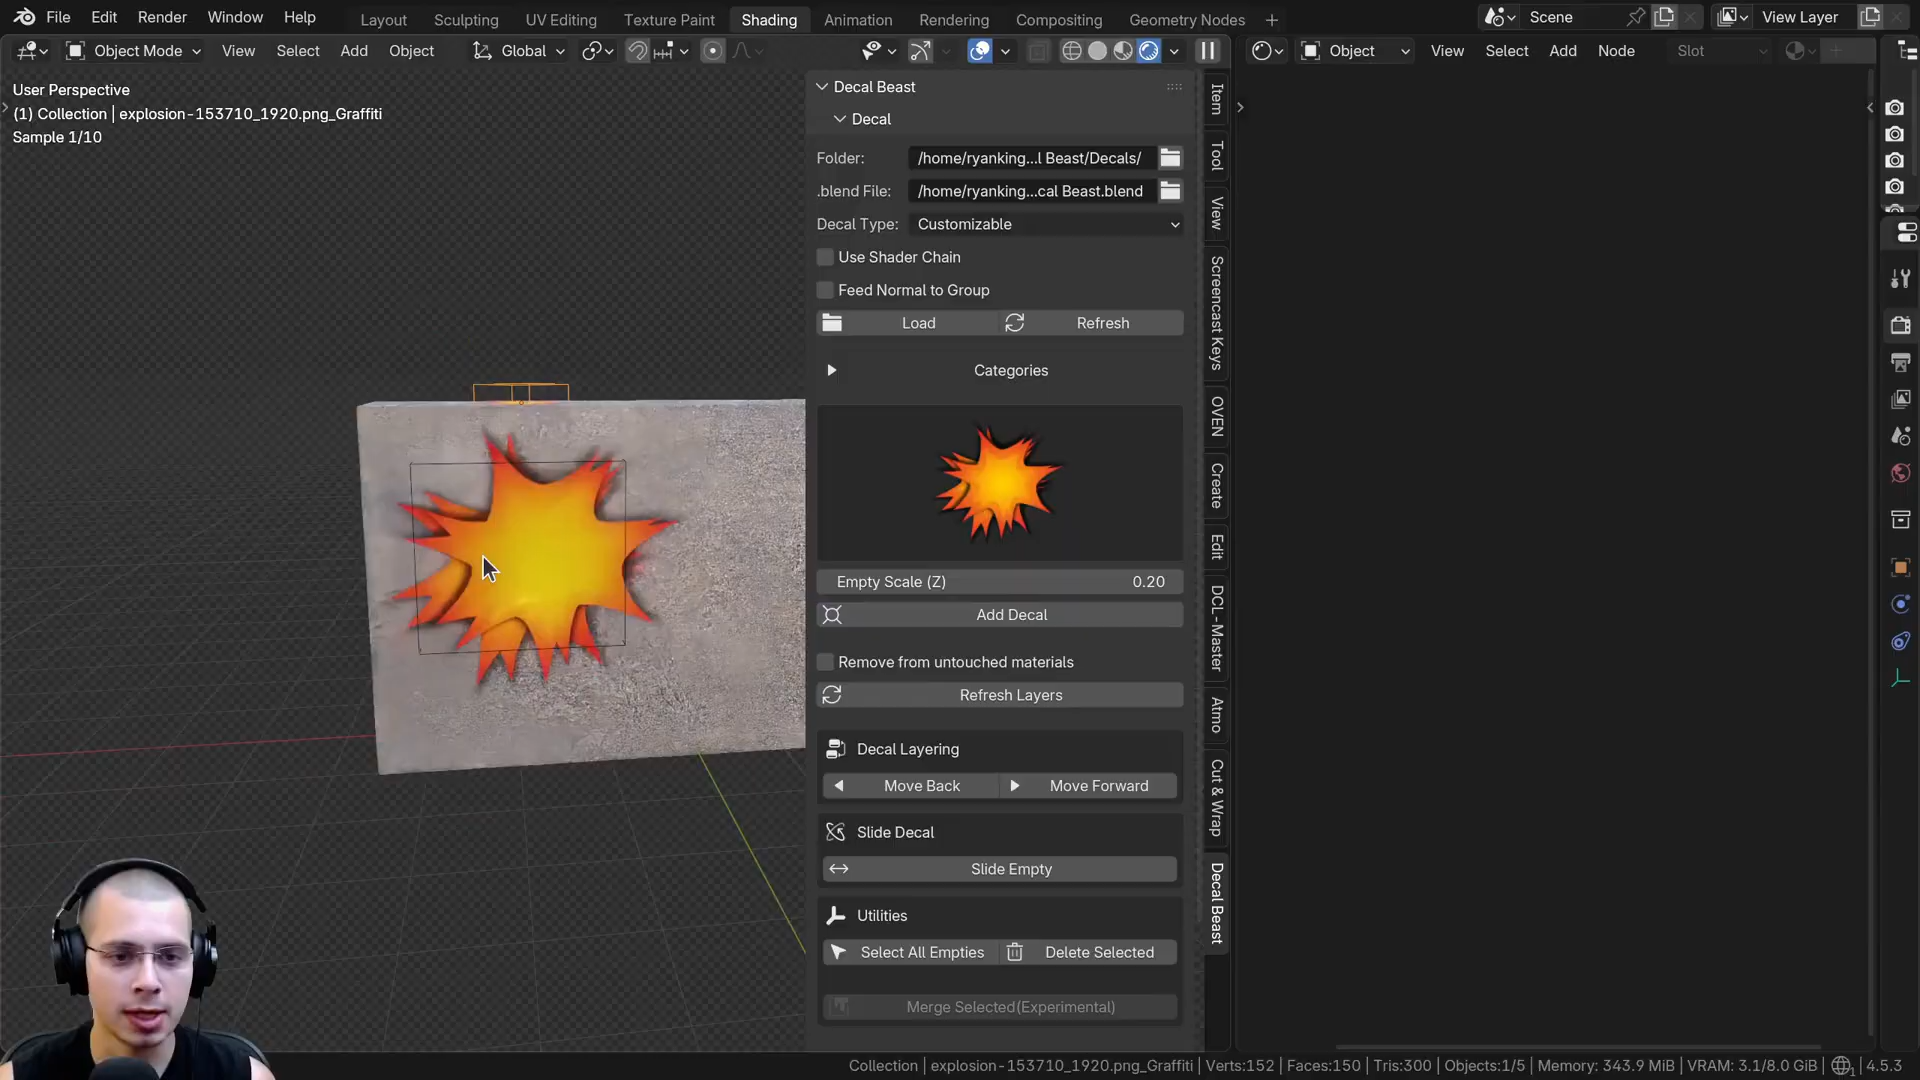 File Edit Render Window Help Layout Sculpting UV Editing Texture Paint Shading Animation Rendering Compositing Geometry Nodes Scene View Layer
Object Mode View Select Add Object Global Object View Select Add Node Slot
User Perspective
(1) Collection | explosion-153710_1920.png_Graffiti
Sample 1/10
Decal Beast
Decal
Folder: /home/ryanking...l Beast/Decals/
.blend File: /home/ryanking...cal Beast.blend
Decal Type: Customizable
Use Shader Chain
Feed Normal to Group
Load Refresh
Categories
Empty Scale (Z) 0.20
Add Decal
Remove from untouched materials
Refresh Layers
Decal Layering
Move Back Move Forward
Slide Decal
Slide Empty
Utilities
Select All Empties Delete Selected
Merge Selected(Experimental)
Item
Tool
View
Screencast Keys
OVEN
Create
Edit
DCL-Master
Atmo
Cut & Wrap
Decal Beast
Collection | explosion-153710_1920.png_Graffiti | Verts:152 | Faces:150 | Tris:300 | Objects:1/5 | Memory: 343.9 MiB | VRAM: 3.1/8.0 GiB | 1 | 4.5.3